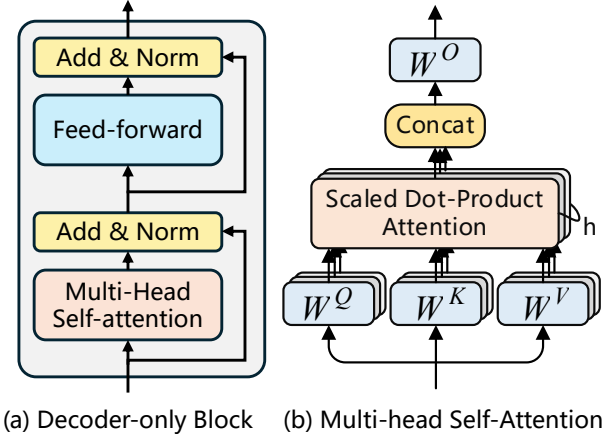 Add & Norm
Feed-forward
Add & Norm
Multi-Head
Self-attention
(a) Decoder-only Block
W^O
Concat
Scaled Dot-Product
Attention
h
W^Q
W^K
W^V
(b) Multi-head Self-Attention